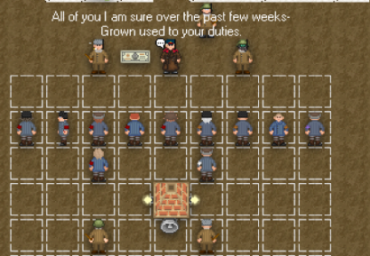 All of you I am sure over the past few weeks-
Grown used to your duties.